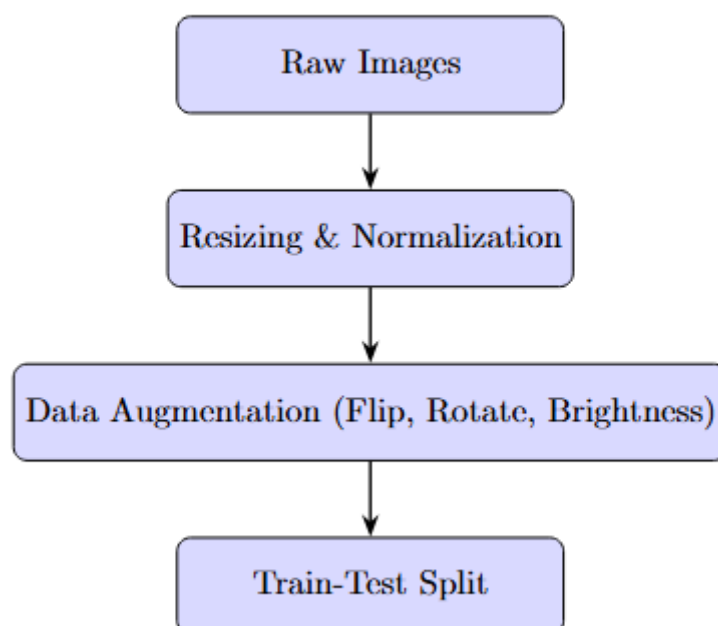 Raw Images
Resizing & Normalization
Data Augmentation (Flip, Rotate, Brightness)
Train-Test Split